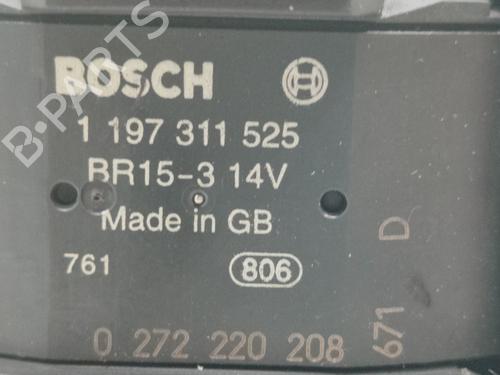 B-PARTS
BOSCH
1 197 311 525
BR15-3 14V
Made in GB
761
806
0 272 220 208
671 D